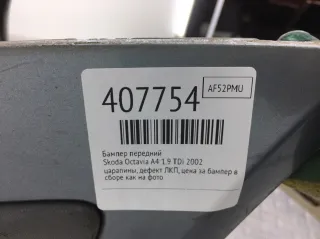 407754
AF52PMU
Бампер передний
Skoda Octavia A4 1.9 TDi 2002
царапины, дефект ЛКП, цена за бампер в
сборе как на фото